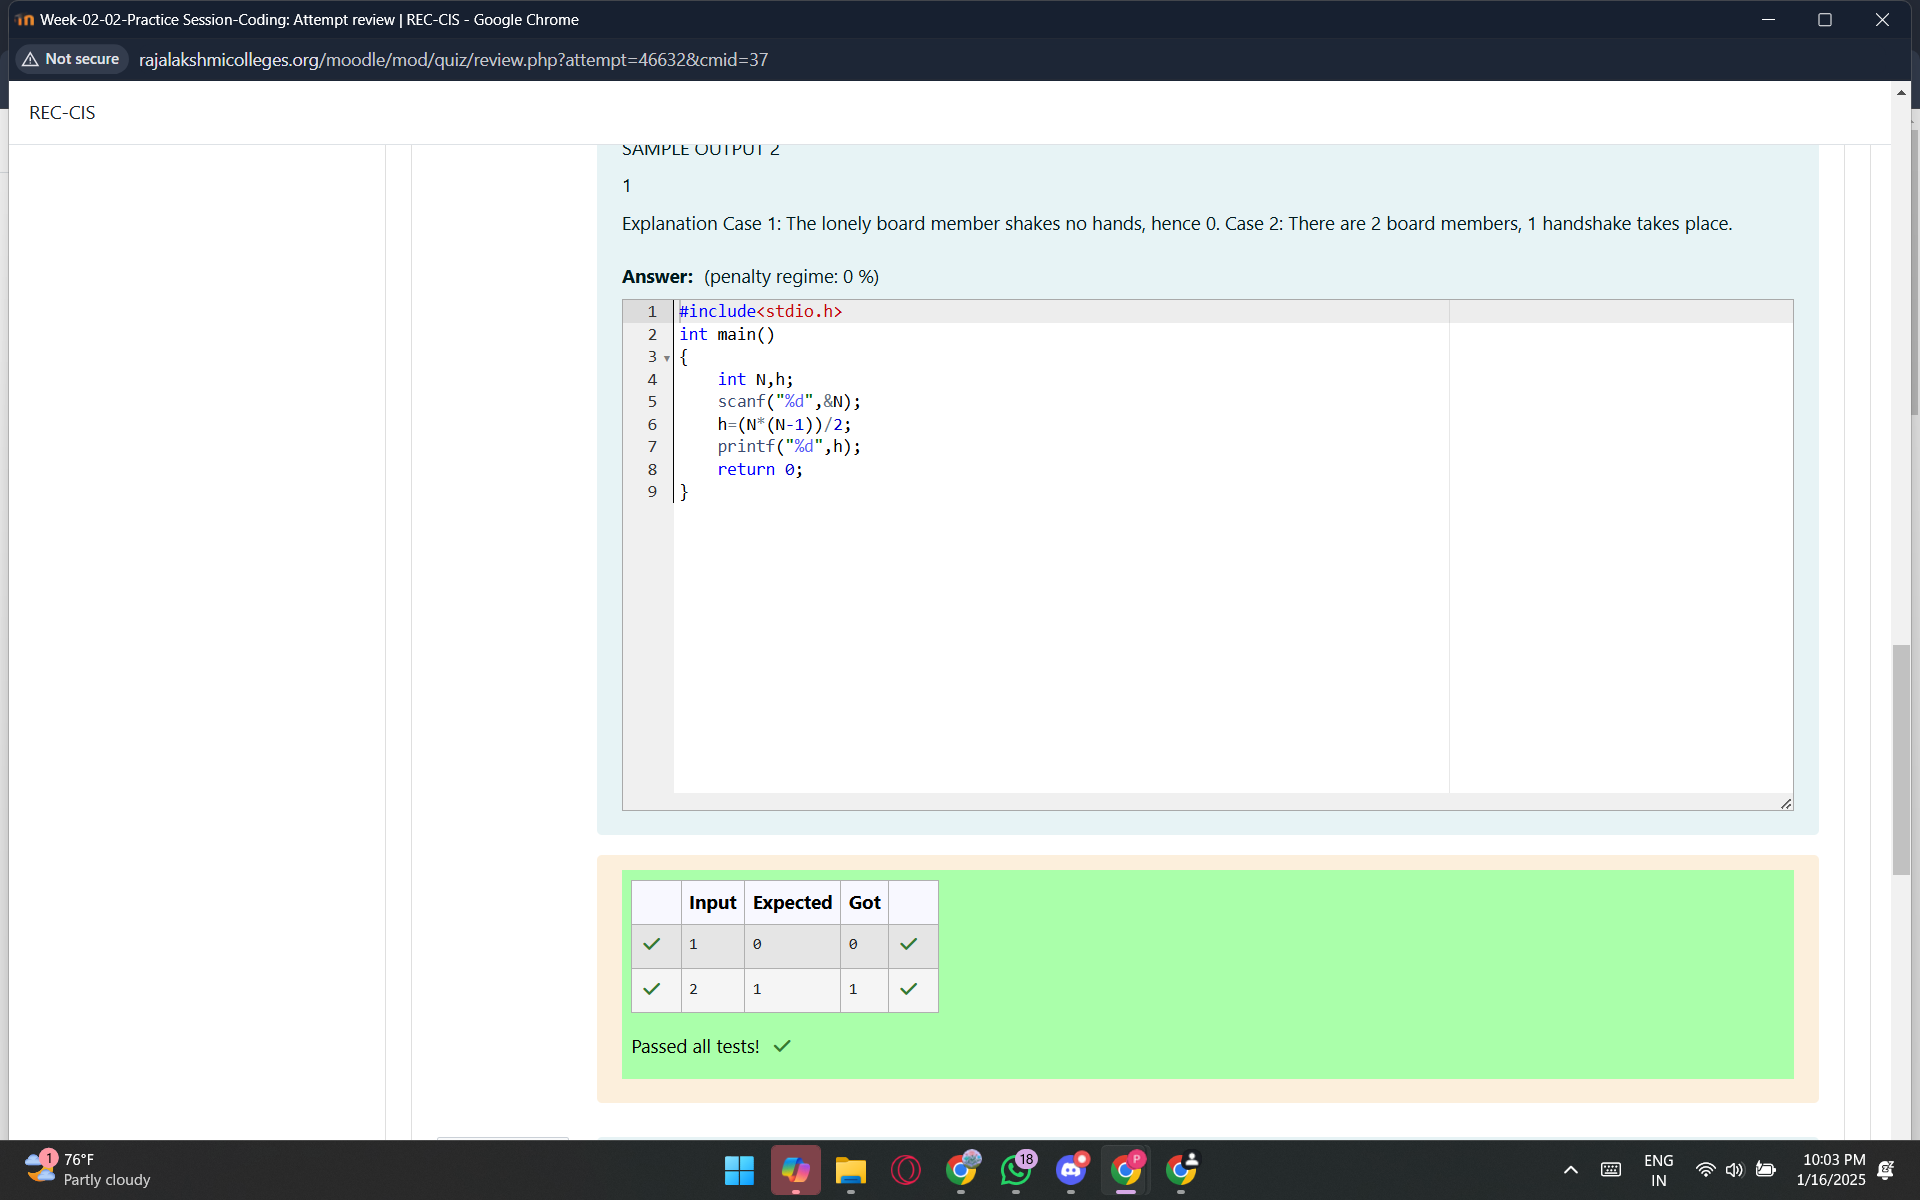 Week-02-02-Practice Session-Coding: Attempt review | REC-CIS - Google Chrome
Not secure rajalakshmicolleges.org/moodle/mod/quiz/review.php?attempt=46632&cmid=37
REC-CIS
SAMPLE OUTPUT 2
1
Explanation Case 1: The lonely board member shakes no hands, hence 0. Case 2: There are 2 board members, 1 handshake takes place.
Answer: (penalty regime: 0 %)
1 #include<stdio.h>
2 int main()
3 {
4     int N,h;
5     scanf("%d",&N);
6     h=(N*(N-1))/2;
7     printf("%d",h);
8     return 0;
9 }
Input Expected Got
1 0 0
2 1 1
Passed all tests!
1 76°F
Partly cloudy
18
P
ENG
IN
10:03 PM
1/16/2025